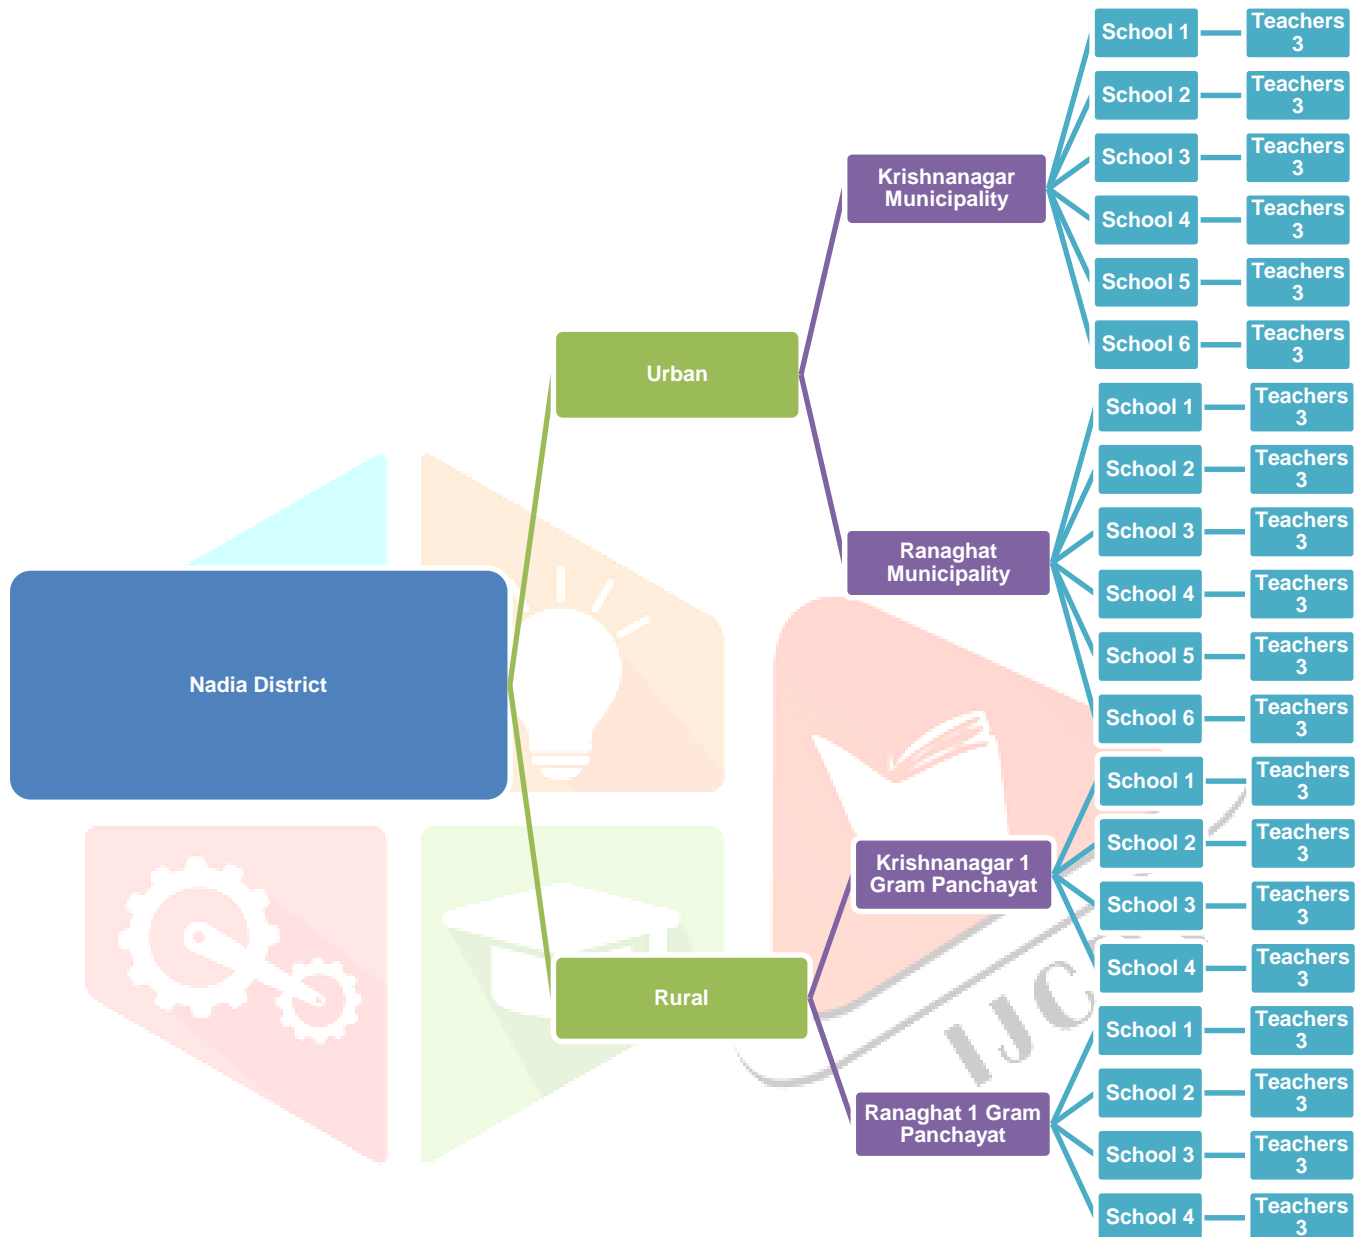 Nadia District
Urban
Krishnanagar
Municipality
School 1
Teachers
3
School 2
Teachers
3
School 3
Teachers
3
School 4
Teachers
3
School 5
Teachers
3
School 6
Teachers
3
Ranaghat
Municipality
School 1
Teachers
3
School 2
Teachers
3
School 3
Teachers
3
School 4
Teachers
3
School 5
Teachers
3
School 6
Teachers
3
Rural
Krishnanagar 1
Gram Panchayat
School 1
Teachers
3
School 2
Teachers
3
School 3
Teachers
3
School 4
Teachers
3
Ranaghat 1 Gram
Panchayat
School 1
Teachers
3
School 2
Teachers
3
School 3
Teachers
3
School 4
Teachers
3